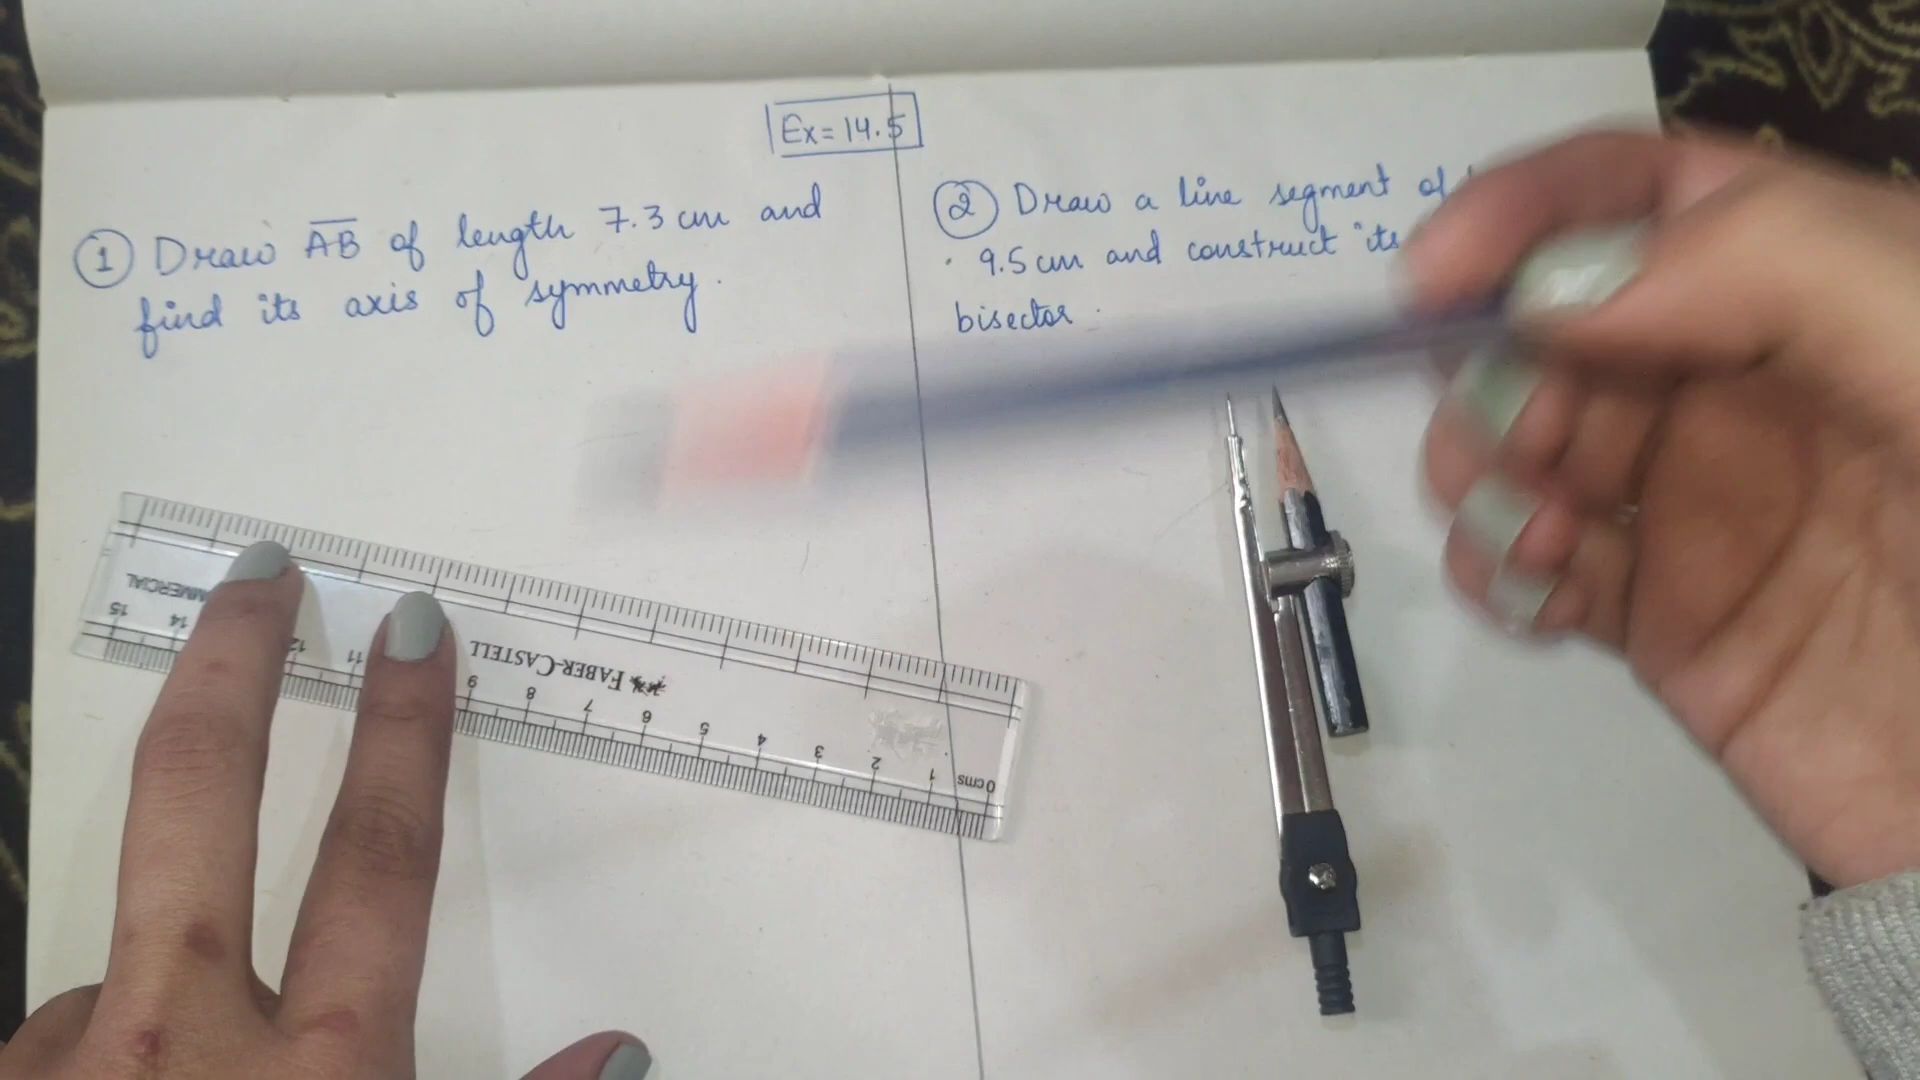 Ex = 14.5
① Draw AB of length 7.3 cm and
find its axis of symmetry.
② Draw a line segment of
9.5 cm and construct its
bisector.
COMMERCIAL
FABER-CASTELL
15 14 12 11 9 8 7 6 5 4 3 2 1 0 cms